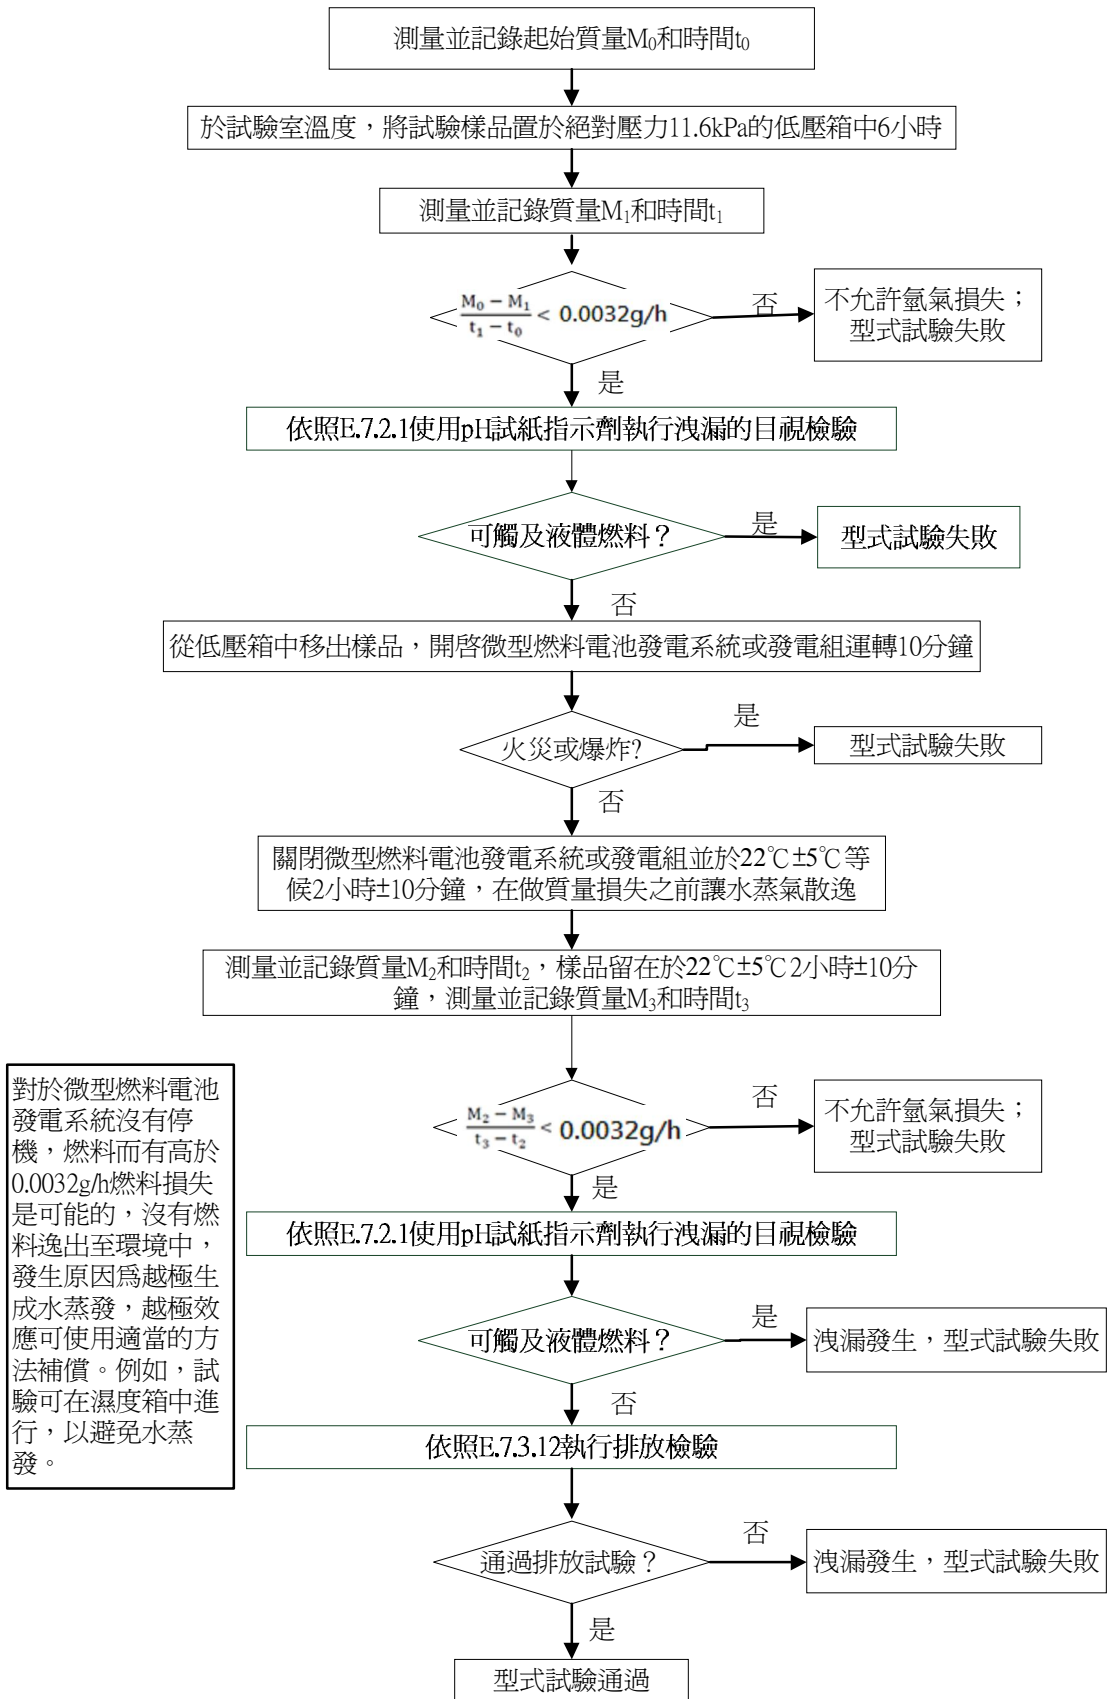 測量並記錄起始質量M₀和時間t₀
於試驗室溫度，將試驗樣品置於絕對壓力11.6kPa的低壓箱中6小時
測量並記錄質量M₁和時間t₁
(M₀ − M₁)/(t₁ − t₀) < 0.0032g/h
否
不允許氫氣損失；
型式試驗失敗
是
依照E.7.2.1使用pH試紙指示劑執行洩漏的目視檢驗
可觸及液體燃料？
是
型式試驗失敗
否
從低壓箱中移出樣品，開啓微型燃料電池發電系統或發電組運轉10分鐘
火災或爆炸?
是
型式試驗失敗
否
關閉微型燃料電池發電系統或發電組並於22℃±5℃等
候2小時±10分鐘，在做質量損失之前讓水蒸氣散逸
測量並記錄質量M₂和時間t₂，樣品留在於22℃±5℃2小時±10分
鐘，測量並記錄質量M₃和時間t₃
(M₂ − M₃)/(t₃ − t₂) < 0.0032g/h
否
不允許氫氣損失；
型式試驗失敗
是
對於微型燃料電池
發電系統沒有停
機，燃料而有高於
0.0032g/h燃料損失
是可能的，沒有燃
料逸出至環境中，
發生原因爲越極生
成水蒸發，越極效
應可使用適當的方
法補償。例如，試
驗可在濕度箱中進
行，以避免水蒸
發。
依照E.7.2.1使用pH試紙指示劑執行洩漏的目視檢驗
可觸及液體燃料？
是
洩漏發生，型式試驗失敗
否
依照E.7.3.12執行排放檢驗
通過排放試驗？
否
洩漏發生，型式試驗失敗
是
型式試驗通過